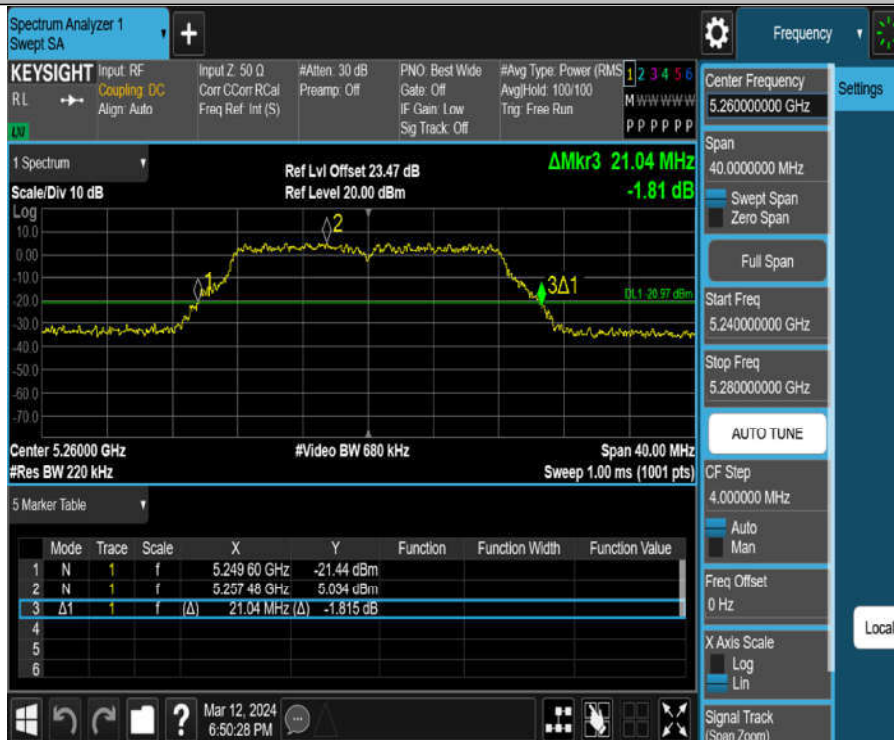 Spectrum Analyzer 1
Swept SA
+
Frequency
KEYSIGHT
RL
LXI
Input: RF
Coupling: DC
Align: Auto
Input Z: 50 Ω
Corr CCorr RCal
Freq Ref: Int (S)
#Atten: 30 dB
Preamp: Off
PNO: Best Wide
Gate: Off
IF Gain: Low
Sig Track: Off
#Avg Type: Power (RMS
Avg|Hold: 100/100
Trig: Free Run
1 2 3 4 5 6
M W W W W W
P P P P P P
1 Spectrum
Scale/Div 10 dB
Ref Lvl Offset 23.47 dB
Ref Level 20.00 dBm
ΔMkr3 21.04 MHz
-1.81 dB
Log
10.0
0.00
-10.0
-20.0
-30.0
-40.0
-50.0
-60.0
-70.0
1
2
3Δ1
DL1 -20.97 dBm
Center 5.26000 GHz
#Video BW 680 kHz
Span 40.00 MHz
#Res BW 220 kHz
Sweep 1.00 ms (1001 pts)
5 Marker Table
Mode Trace Scale X Y Function Function Width Function Value
1 N 1 f 5.249 60 GHz -21.44 dBm
2 N 1 f 5.257 48 GHz 5.034 dBm
3 Δ1 1 f (Δ) 21.04 MHz (Δ) -1.815 dB
4
5
6
Mar 12, 2024
6:50:28 PM
Center Frequency
5.260000000 GHz
Settings
Span
40.0000000 MHz
Swept Span
Zero Span
Full Span
Start Freq
5.240000000 GHz
Stop Freq
5.280000000 GHz
AUTO TUNE
CF Step
4.000000 MHz
Auto
Man
Freq Offset
0 Hz
Local
X Axis Scale
Log
Lin
Signal Track
(Span Zoom)